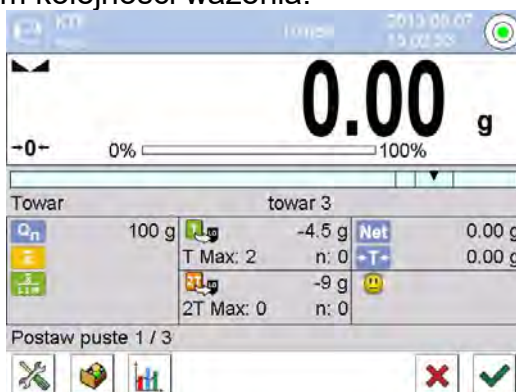 m kolejności ważenia.
0.00 g
→0← 0% 100%
Towar towar 3
Qn 100 g -4.5 g Net 0.00 g
T Max: 2 n: 0 →T← 0.00 g
-9 g
2T Max: 0 n: 0
Postaw puste 1 / 3